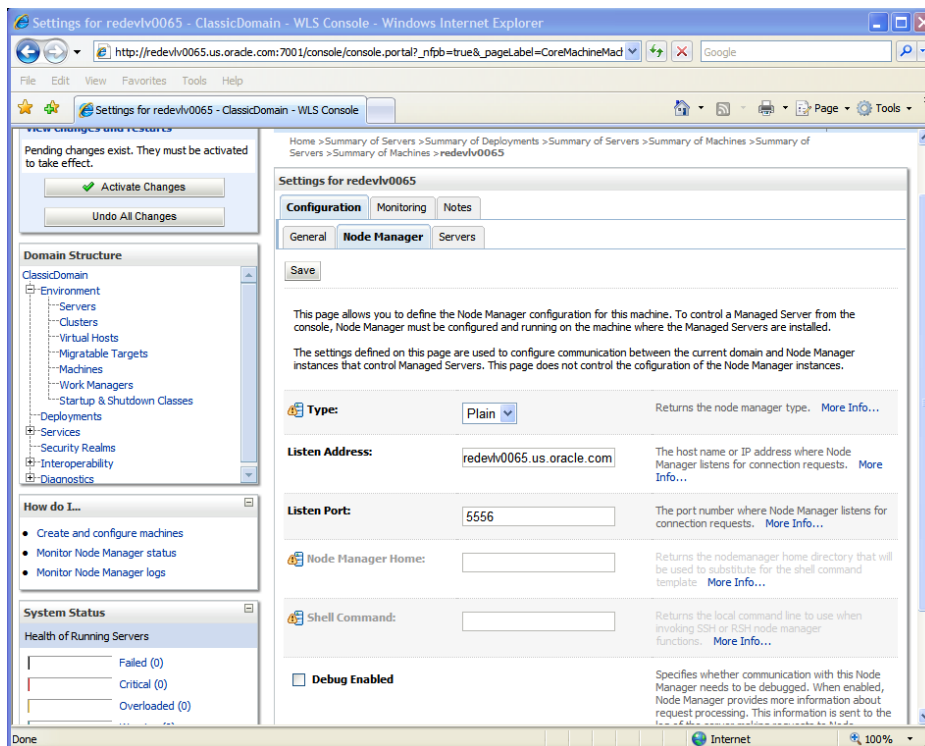 Settings for redevlv0065 - ClassicDomain - WLS Console - Windows Internet Explorer
http://redevlv0065.us.oracle.com:7001/console/console.portal?_nfpb=true&_pageLabel=CoreMachineMacl
Google
File Edit View Favorites Tools Help
Settings for redevlv0065 - ClassicDomain - WLS Console
Page
Tools
View changes and restarts
Pending changes exist. They must be activated
to take effect.
Activate Changes
Undo All Changes
Domain Structure
ClassicDomain
Environment
Servers
Clusters
Virtual Hosts
Migratable Targets
Machines
Work Managers
Startup & Shutdown Classes
Deployments
Services
Security Realms
Interoperability
Diagnostics
How do I...
Create and configure machines
Monitor Node Manager status
Monitor Node Manager logs
System Status
Health of Running Servers
Failed (0)
Critical (0)
Overloaded (0)
Home >Summary of Servers >Summary of Deployments >Summary of Servers >Summary of Machines >Summary of
Servers >Summary of Machines >redevlv0065
Settings for redevlv0065
Configuration Monitoring Notes
General Node Manager Servers
Save
This page allows you to define the Node Manager configuration for this machine. To control a Managed Server from the
console, Node Manager must be configured and running on the machine where the Managed Servers are installed.
The settings defined on this page are used to configure communication between the current domain and Node Manager
instances that control Managed Servers. This page does not control the cofiguration of the Node Manager instances.
Type:
Plain
Returns the node manager type. More Info...
Listen Address:
redevlv0065.us.oracle.com
The host name or IP address where Node
Manager listens for connection requests. More
Info...
Listen Port:
5556
The port number where Node Manager listens for
connection requests. More Info...
Node Manager Home:
Returns the nodemanager home directory that will
be used to substitute for the shell command
template More Info...
Shell Command:
Returns the local command line to use when
invoking SSH or RSH node manager
functions. More Info...
Debug Enabled
Specifies whether communication with this Node
Manager needs to be debugged. When enabled,
Node Manager provides more information about
request processing. This information is sent to the
Done
Internet
100%